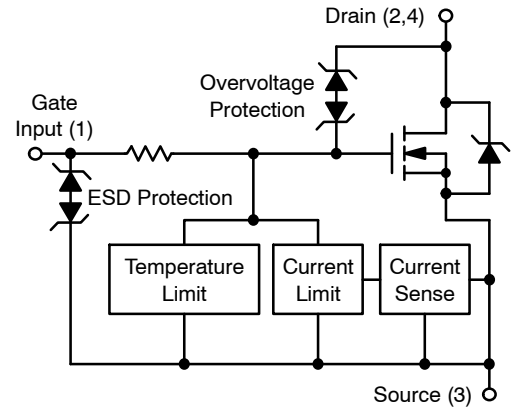 Drain (2,4)
Overvoltage
Protection
Gate
Input (1)
ESD Protection
Temperature
Limit
Current
Limit
Current
Sense
Source (3)